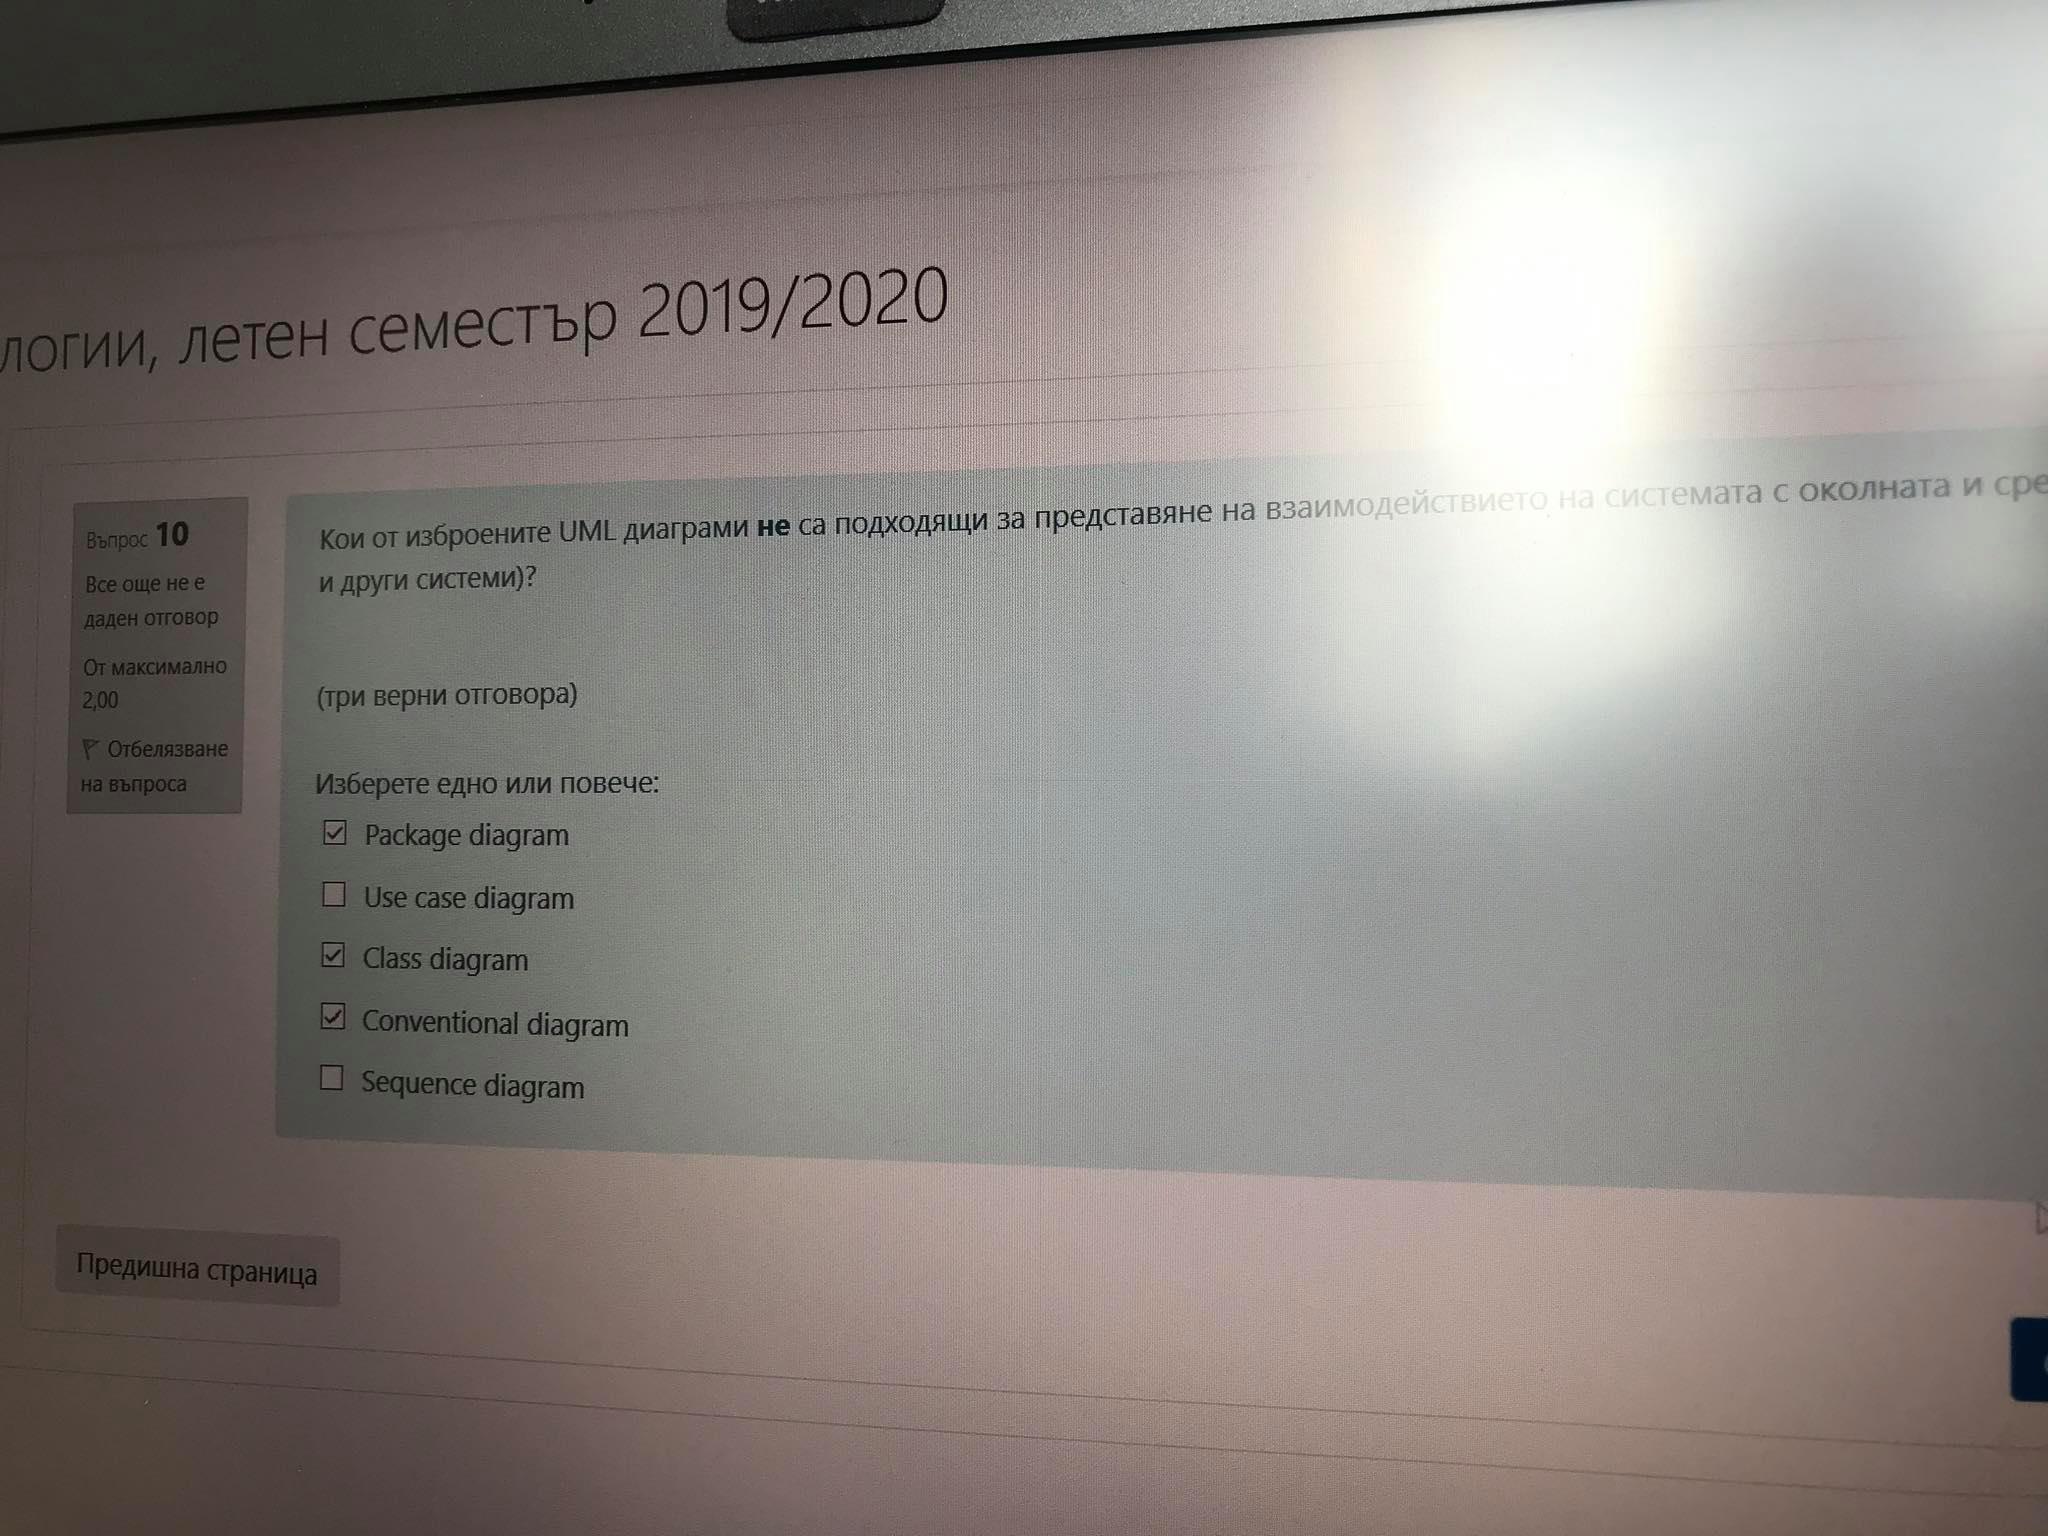 логии, летен семестър 2019/2020
Въпрос 10
Все още не е
даден отговор
От максимално
2,00
Отбелязване
на въпроса
Кои от изброените UML диаграми не са подходящи за представяне на взаимодействието на системата с околната и
и други системи)?
(три верни отговора)
Изберете едно или повече:
Package diagram
Use case diagram
Class diagram
Conventional diagram
Sequence diagram
Предишна страница